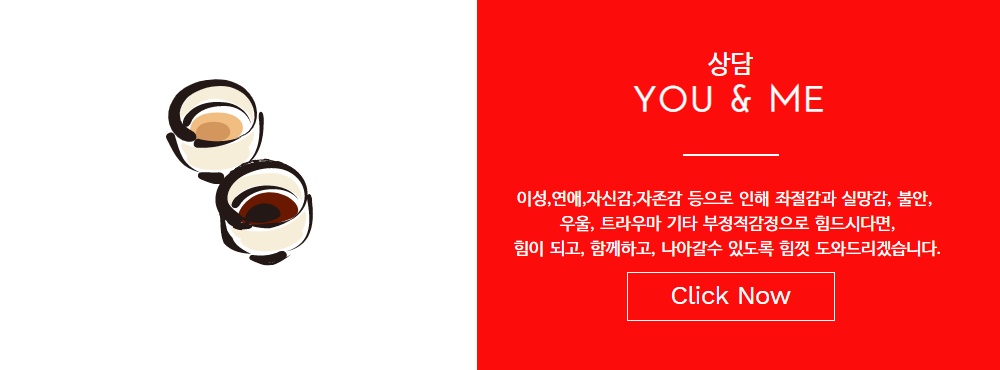 상담
YOU & ME
이성,연애,자신감,자존감 등으로 인해 좌절감과 실망감, 불안,
우울, 트라우마 기타 부정적감정으로 힘드시다면,
힘이 되고, 함께하고, 나아갈수 있도록 힘껏 도와드리겠습니다.
Click Now